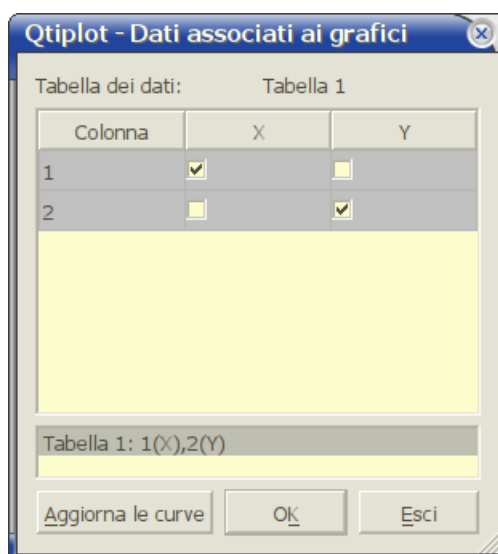 Qtiplot - Dati associati ai grafici
Tabella dei dati: Tabella 1
Colonna X Y
1
2
Tabella 1: 1(X),2(Y)
Aggiorna le curve OK Esci